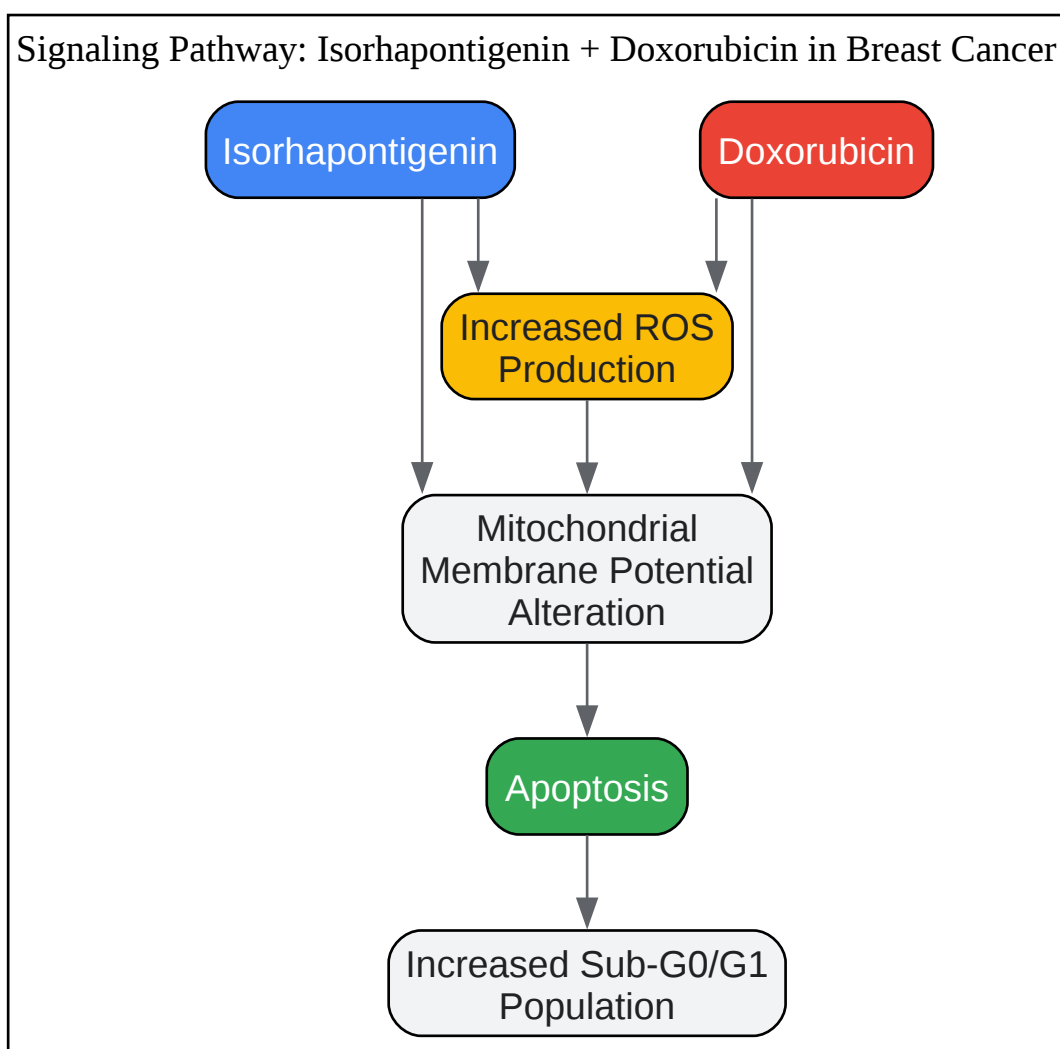 Signaling Pathway: Isorhapontigenin + Doxorubicin in Breast Cancer
Isorhapontigenin
Doxorubicin
Increased ROS
Production
Mitochondrial
Membrane Potential
Alteration
Apoptosis
Increased Sub-G0/G1
Population